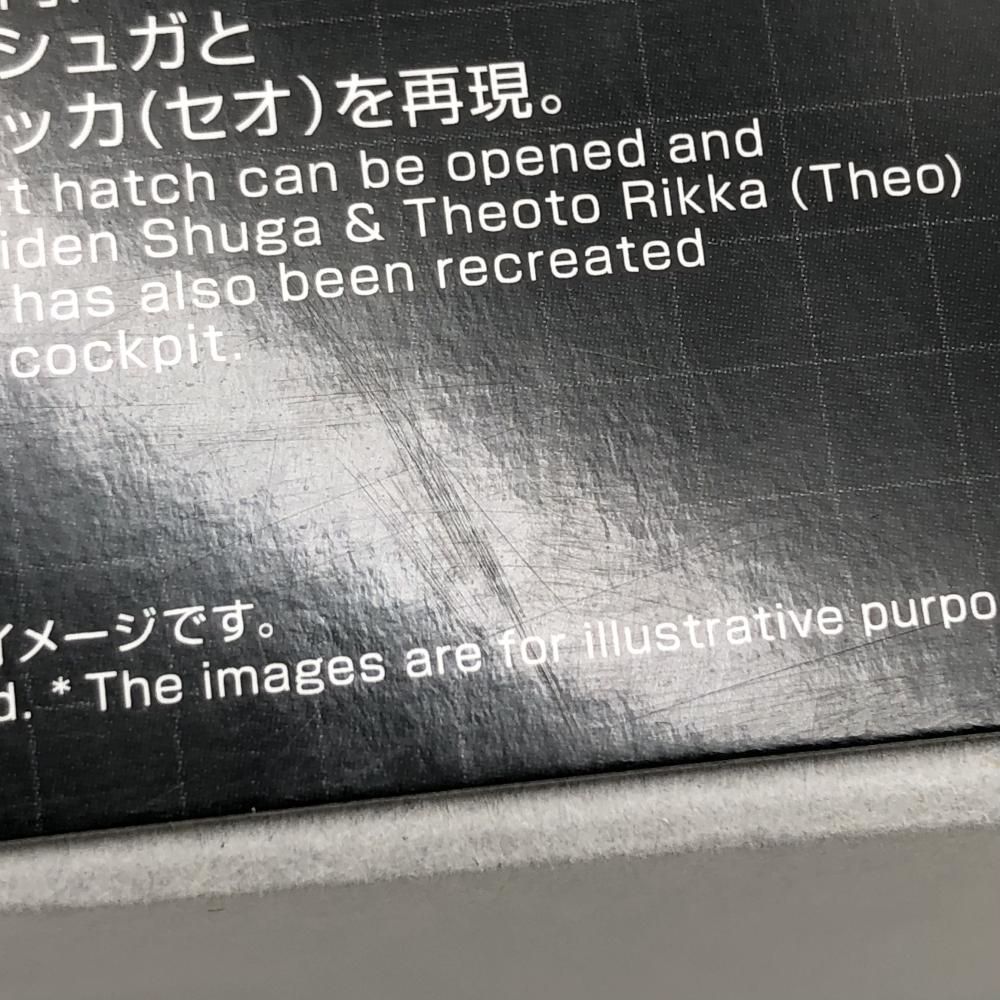 シュガと
ッカ(セオ)を再現。
t hatch can be opened and
iden Shuga & Theoto Rikka (Theo)
has also been recreated
cockpit.
イメージです。
d. * The images are for illustrative purpo